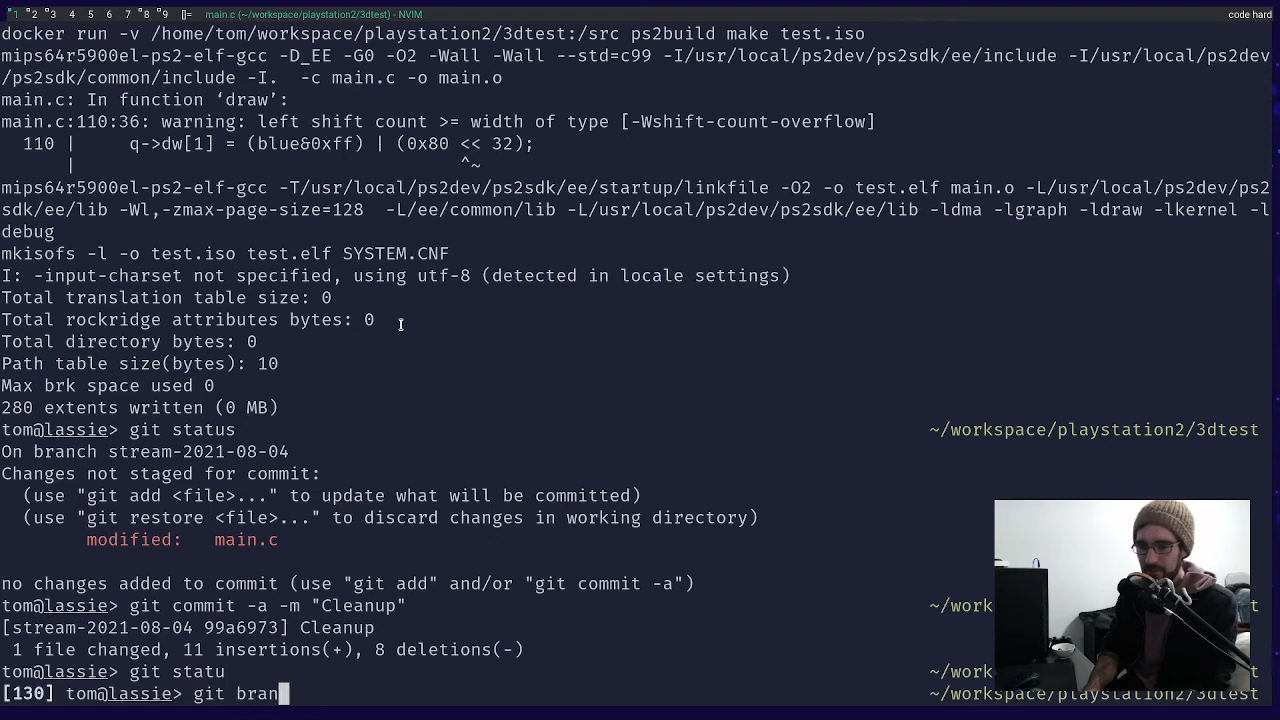 1 2 3 4 5 6 7 8 9 []= main.c (~/workspace/playstation2/3dtest) - NVIM code hard
docker run -v /home/tom/workspace/playstation2/3dtest:/src ps2build make test.iso
mips64r5900el-ps2-elf-gcc -D_EE -G0 -O2 -Wall -Wall --std=c99 -I/usr/local/ps2dev/ps2sdk/ee/include -I/usr/local/ps2dev
/ps2sdk/common/include -I.  -c main.c -o main.o
main.c: In function ‘draw’:
main.c:110:36: warning: left shift count >= width of type [-Wshift-count-overflow]
  110 |     q->dw[1] = (blue&0xff) | (0x80 << 32);
      |                                    ^~
mips64r5900el-ps2-elf-gcc -T/usr/local/ps2dev/ps2sdk/ee/startup/linkfile -O2 -o test.elf main.o -L/usr/local/ps2dev/ps2
sdk/ee/lib -Wl,-zmax-page-size=128  -L/ee/common/lib -L/usr/local/ps2dev/ps2sdk/ee/lib -ldma -lgraph -ldraw -lkernel -l
debug
mkisofs -l -o test.iso test.elf SYSTEM.CNF
I: -input-charset not specified, using utf-8 (detected in locale settings)
Total translation table size: 0
Total rockridge attributes bytes: 0
Total directory bytes: 0
Path table size(bytes): 10
Max brk space used 0
280 extents written (0 MB)
tom@lassie> git status ~/workspace/playstation2/3dtest
On branch stream-2021-08-04
Changes not staged for commit:
  (use "git add <file>..." to update what will be committed)
  (use "git restore <file>..." to discard changes in working directory)
        modified:   main.c
no changes added to commit (use "git add" and/or "git commit -a")
tom@lassie> git commit -a -m "Cleanup" ~/work t
[stream-2021-08-04 99a6973] Cleanup
 1 file changed, 11 insertions(+), 8 deletions(-)
tom@lassie> git statu ~/work t
[130] tom@lassie> git bran ~/workspace/playstation2/3dtest